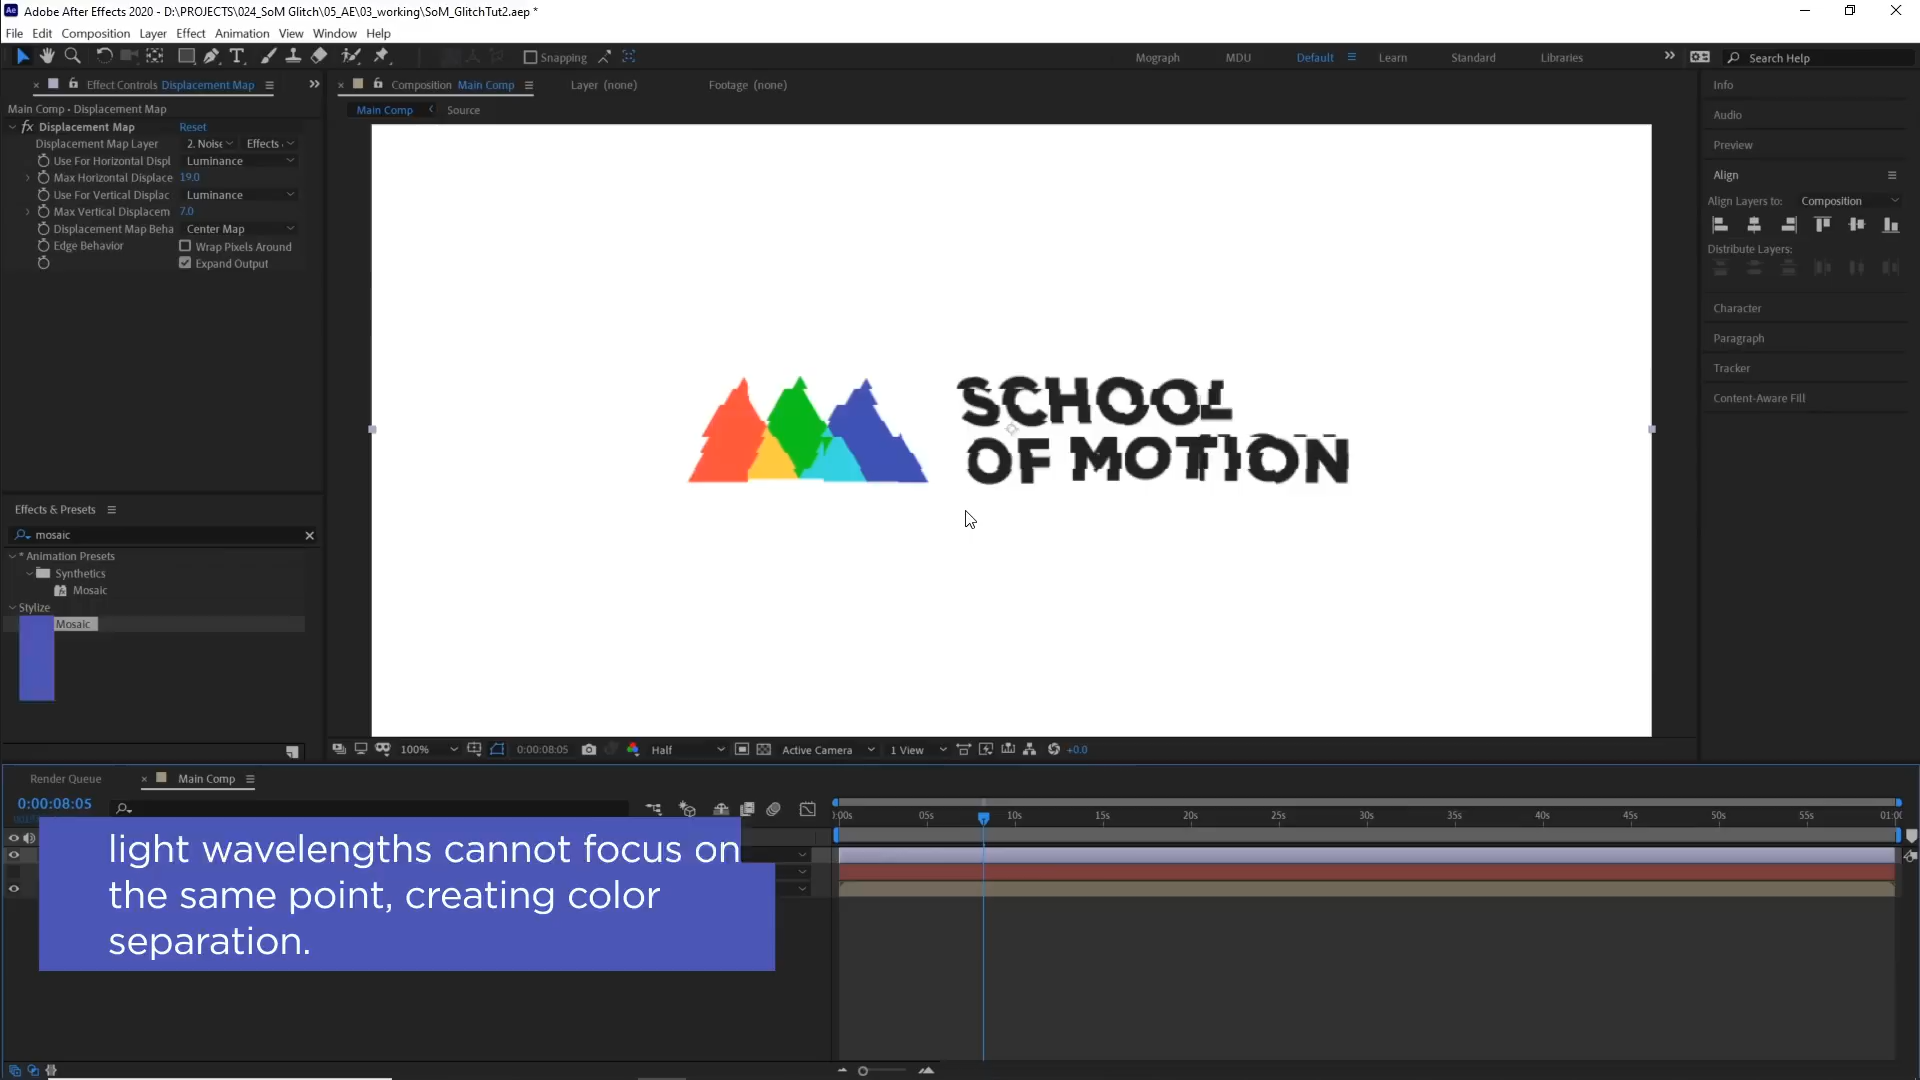 Adobe After Effects 2020 - D:\PROJECTS\024_SoM Glitch\05_AE\03_working\SoM_GlitchTut2.aep *
File Edit Composition Layer Effect Animation View Window Help
Snapping
Mograph MDU Default Learn Standard Libraries
Search Help
Effect Controls Displacement Map
Main Comp • Displacement Map
fx Displacement Map Reset
Displacement Map Layer 2. Noise Effects
Use For Horizontal Displ Luminance
Max Horizontal Displace 19.0
Use For Vertical Displac Luminance
Max Vertical Displacem 7.0
Displacement Map Beha Center Map
Edge Behavior Wrap Pixels Around
Expand Output
Composition Main Comp Layer (none) Footage (none)
Main Comp Source
SCHOOL
OF MOTION
Info
Audio
Preview
Align
Align Layers to: Composition
Distribute Layers:
Character
Paragraph
Tracker
Content-Aware Fill
Effects & Presets
mosaic
* Animation Presets
Synthetics
Mosaic
Stylize
Mosaic
100% 0:00:08:05 Half Active Camera 1 View +0.0
Render Queue Main Comp
0:00:08:05
:00s 05s 10s 15s 20s 25s 30s 35s 40s 45s 50s 55s 01:00
light wavelengths cannot focus on
the same point, creating color
separation.